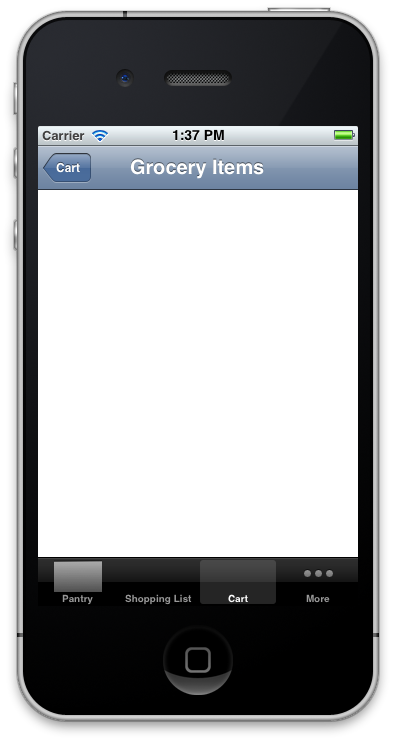 Carrier 1:37 PM
Cart Grocery Items
Pantry Shopping List Cart More